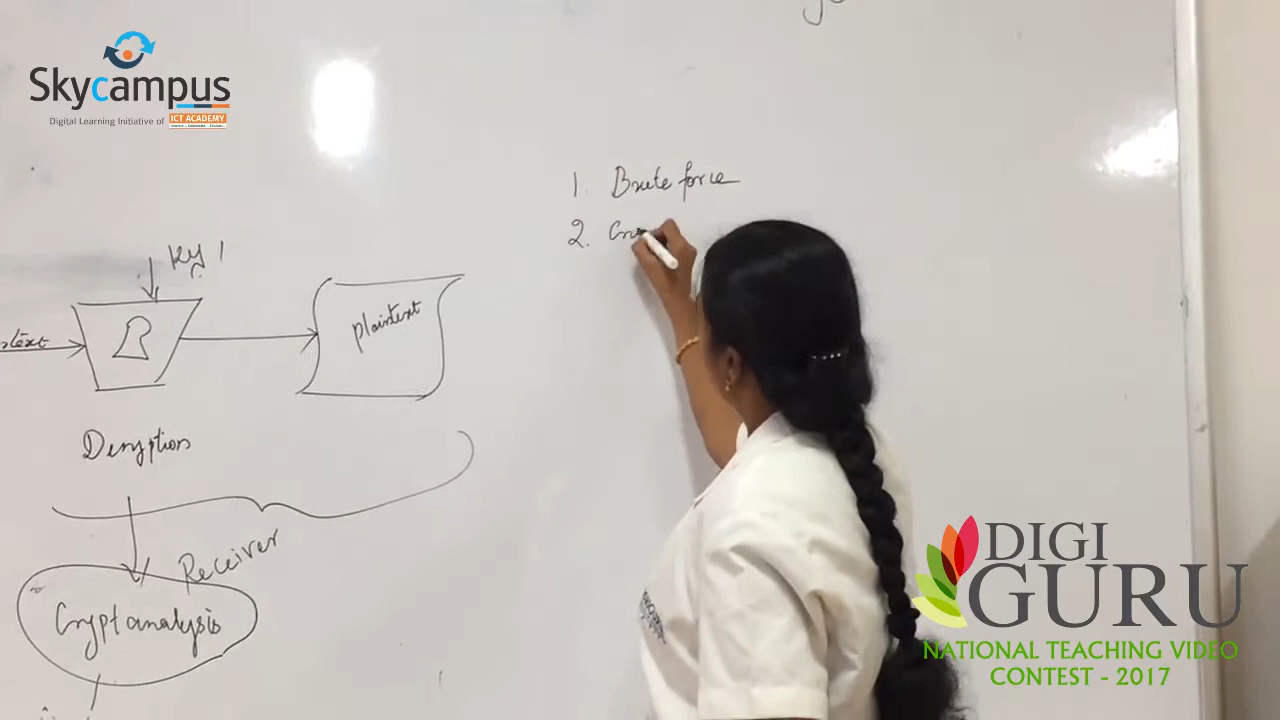 Skycampus
Digital Learning Initiative of ICT ACADEMY
1. Brute force
2. Cr
Key 1
plaintext
Decryption
Receiver
Cryptanalysis
DIGI
GURU
NATIONAL TEACHING VIDEO
CONTEST - 2017